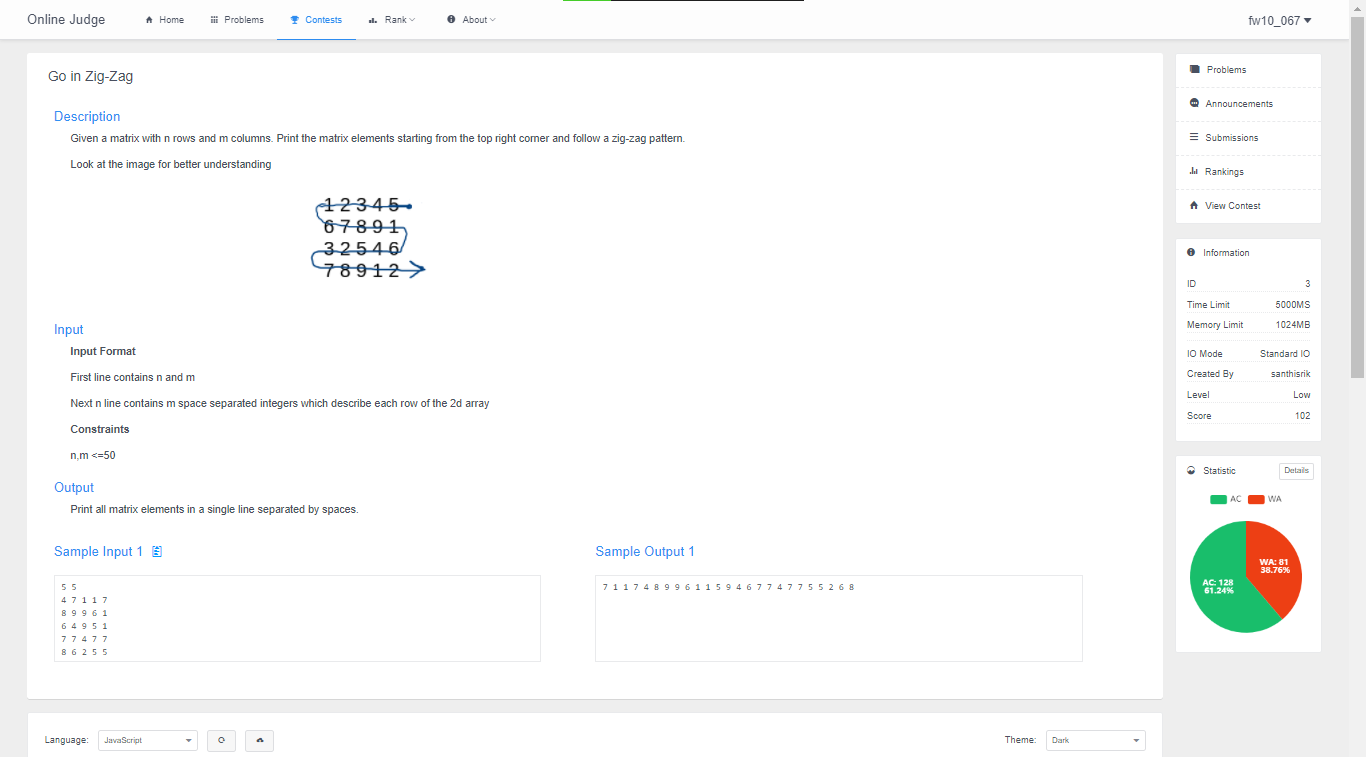 Online Judge
Home
Problems
Contests
Rank
About
fw10_067
Go in Zig-Zag
Description
Given a matrix with n rows and m columns. Print the matrix elements starting from the top right corner and follow a zig-zag pattern.
Look at the image for better understanding
1 2 3 4 5
6 7 8 9 1
3 2 5 4 6
7 8 9 1 2
Input
Input Format
First line contains n and m
Next n line contains m space separated integers which describe each row of the 2d array
Constraints
n,m <=50
Output
Print all matrix elements in a single line separated by spaces.
Sample Input 1
5 5
4 7 1 1 7
8 9 9 6 1
6 4 9 5 1
7 7 4 7 7
8 6 2 5 5
Sample Output 1
7 1 1 7 4 8 9 9 6 1 1 5 9 4 6 7 7 4 7 7 5 5 2 6 8
Language:
JavaScript
Theme:
Dark
Problems
Announcements
Submissions
Rankings
View Contest
Information
ID 3
Time Limit 5000MS
Memory Limit 1024MB
IO Mode Standard IO
Created By santhisrik
Level Low
Score 102
Statistic
Details
AC WA
WA: 81
38.76%
AC: 128
61.24%